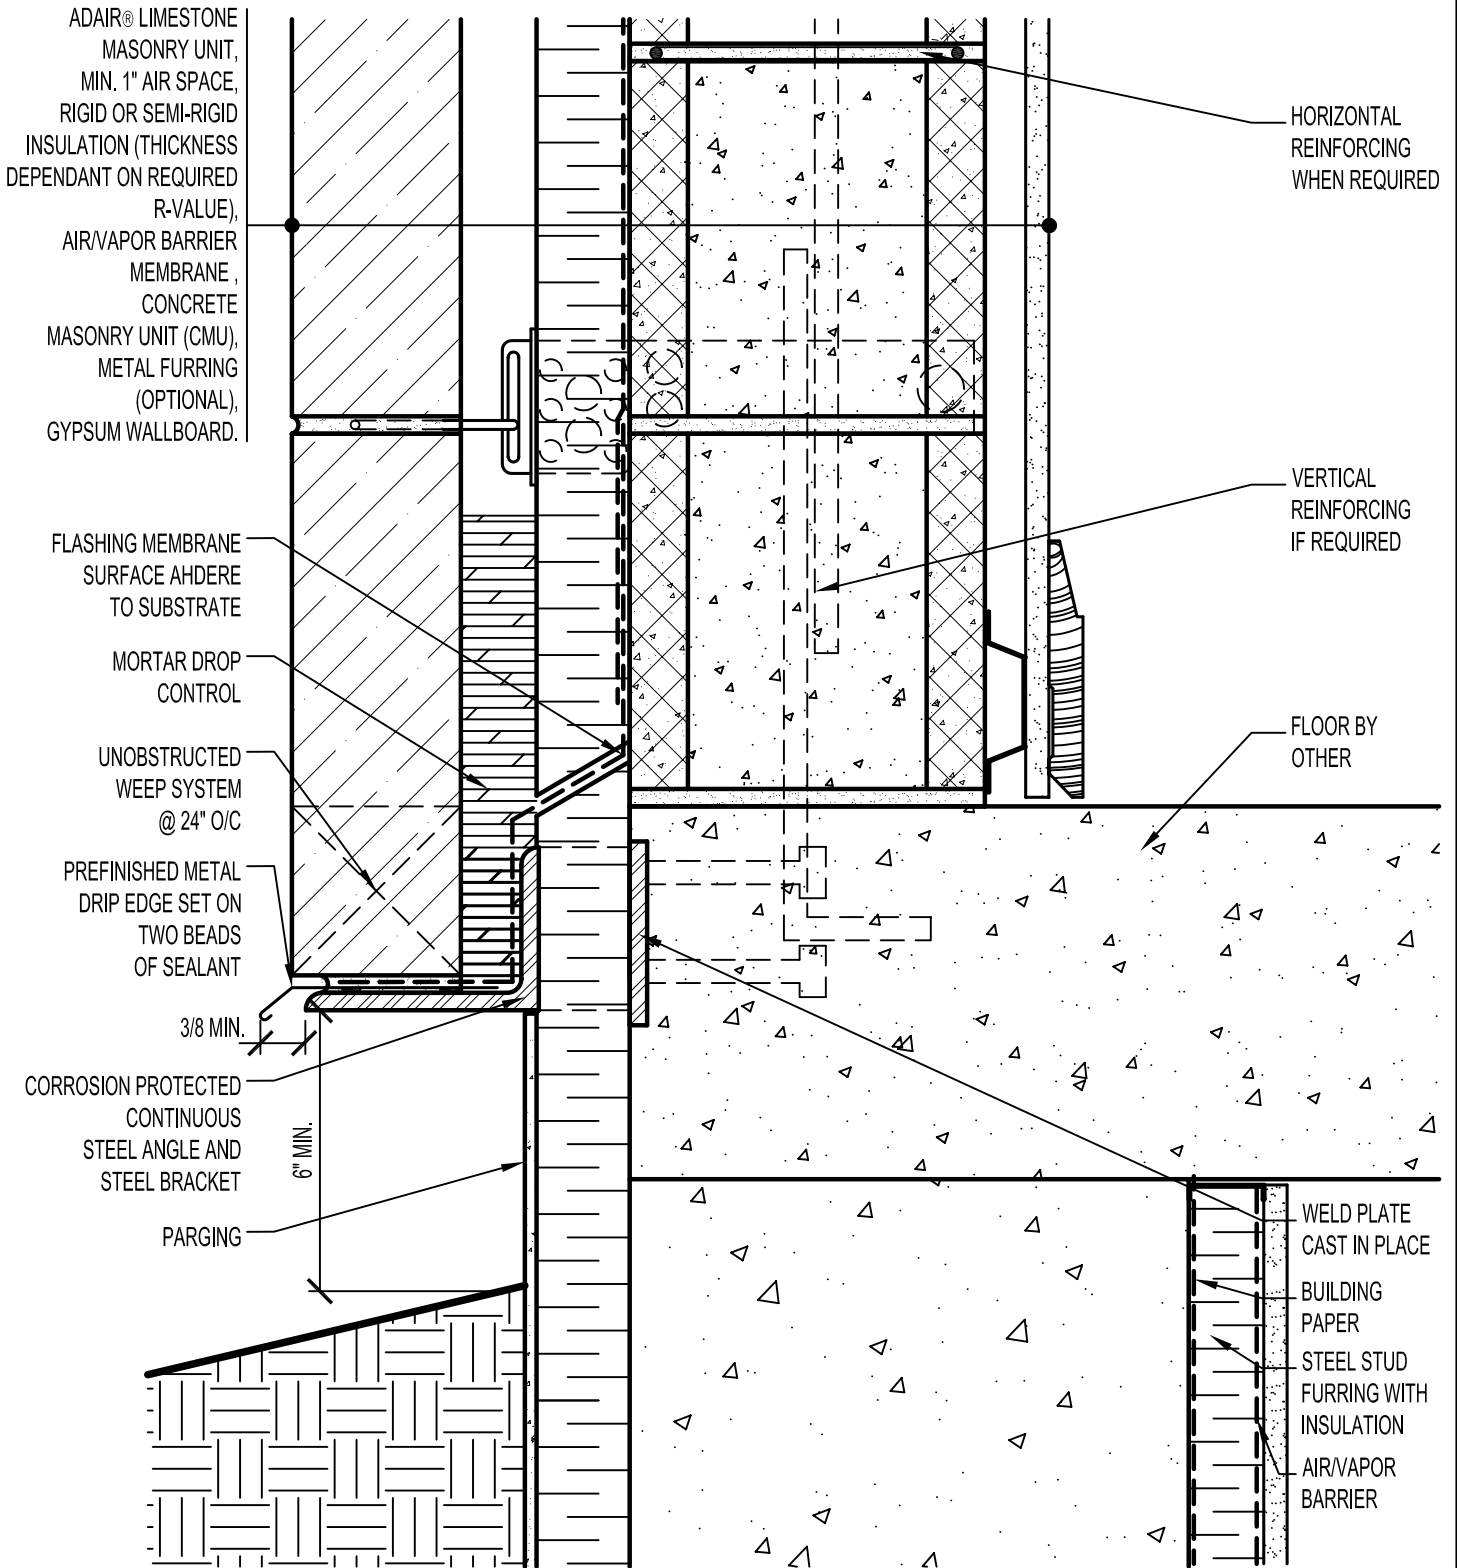 ADAIR® LIMESTONE
MASONRY UNIT,
MIN. 1" AIR SPACE,
RIGID OR SEMI-RIGID
INSULATION (THICKNESS
DEPENDANT ON REQUIRED
R-VALUE),
AIR/VAPOR BARRIER
MEMBRANE ,
CONCRETE
MASONRY UNIT (CMU),
METAL FURRING
(OPTIONAL),
GYPSUM WALLBOARD.
FLASHING MEMBRANE
SURFACE AHDERE
TO SUBSTRATE
MORTAR DROP
CONTROL
UNOBSTRUCTED
WEEP SYSTEM
@ 24" O/C
PREFINISHED METAL
DRIP EDGE SET ON
TWO BEADS
OF SEALANT
3/8 MIN.
CORROSION PROTECTED
CONTINUOUS
STEEL ANGLE AND
STEEL BRACKET
6" MIN.
PARGING
HORIZONTAL
REINFORCING
WHEN REQUIRED
VERTICAL
REINFORCING
IF REQUIRED
FLOOR BY
OTHER
WELD PLATE
CAST IN PLACE
BUILDING
PAPER
STEEL STUD
FURRING WITH
INSULATION
AIR/VAPOR
BARRIER